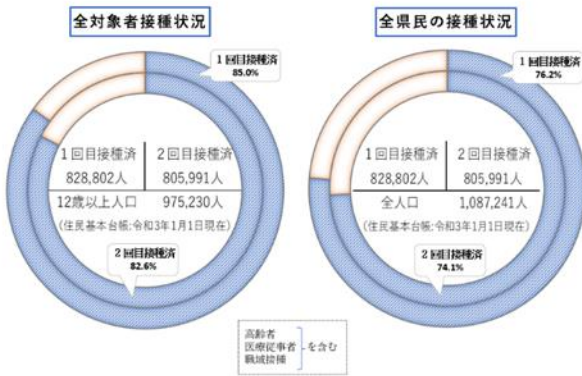 全対象者接種状況
1回目接種済
85.0%
1回目接種済 2回目接種済
828,802人 805,991人
12歳以上人口 975,230人
(住民基本台帳:令和3年1月1日現在)
2回目接種済
82.6%
全県民の接種状況
1回目接種済
76.2%
1回目接種済 2回目接種済
828,802人 805,991人
全人口 1,087,241人
(住民基本台帳:令和3年1月1日現在)
2回目接種済
74.1%
高齢者
医療従事者 を含む
職域接種